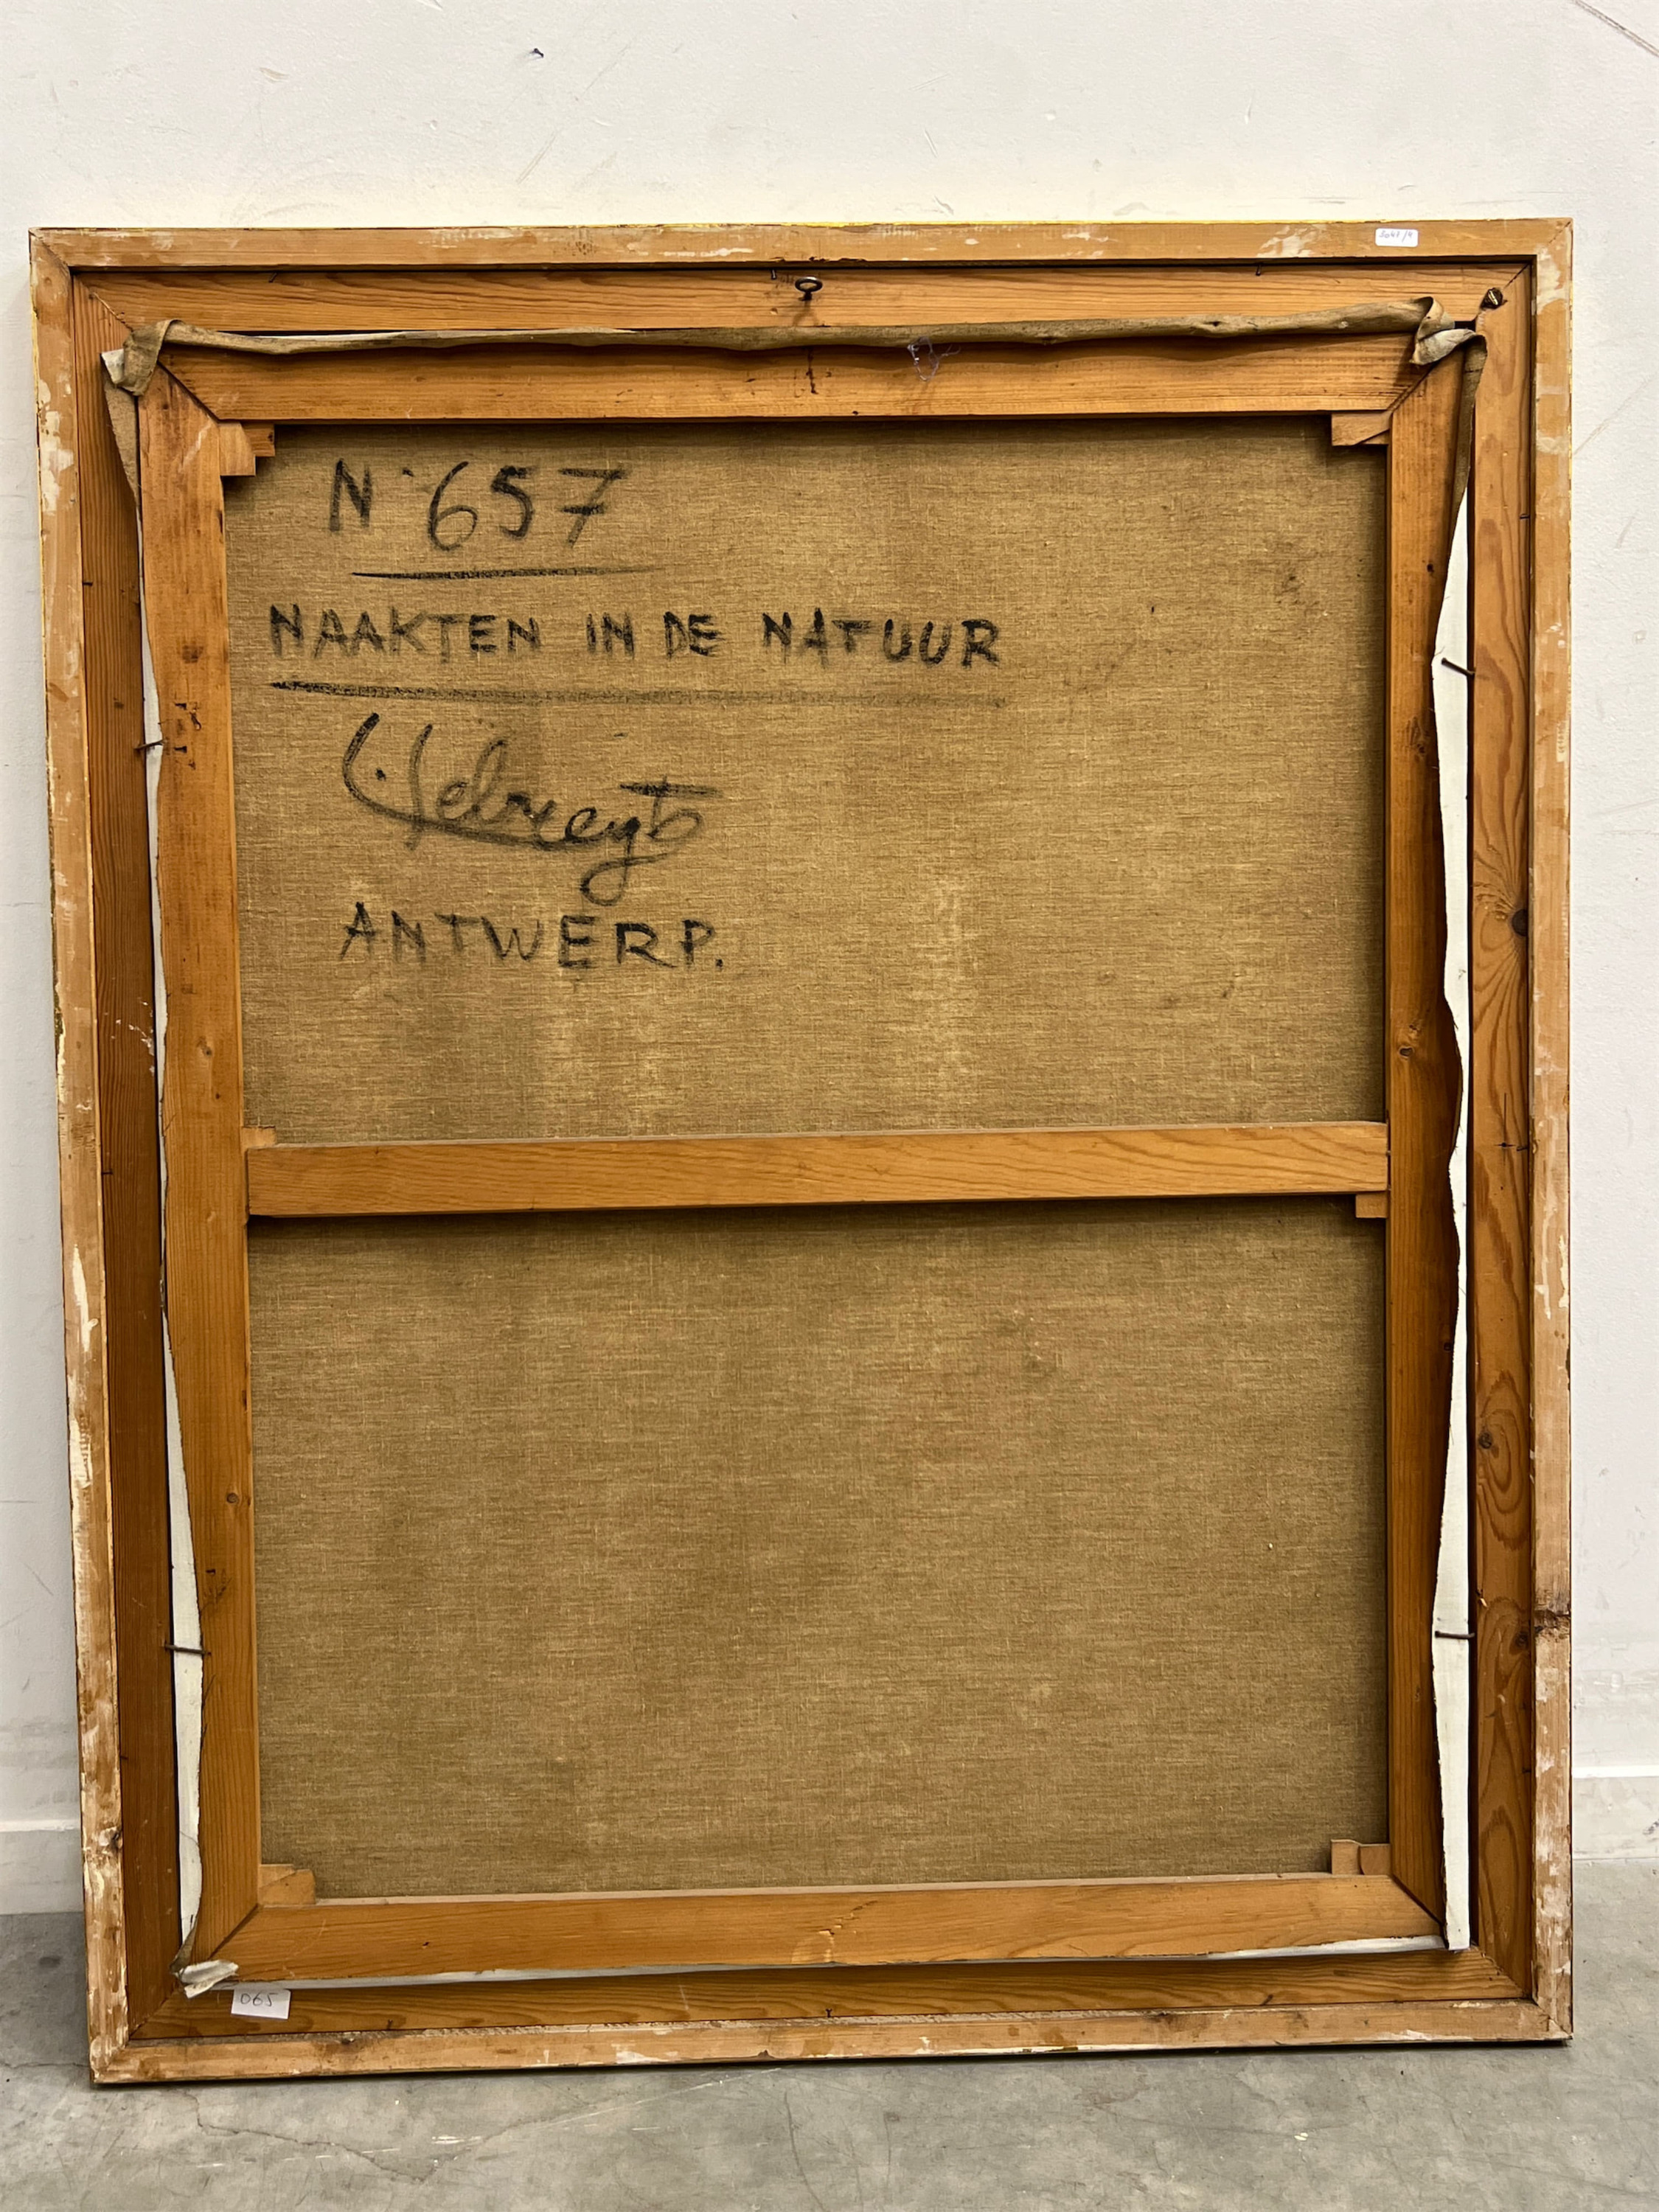 N° 657
NAAKTEN IN DE NATUUR
ANTWERP.
065